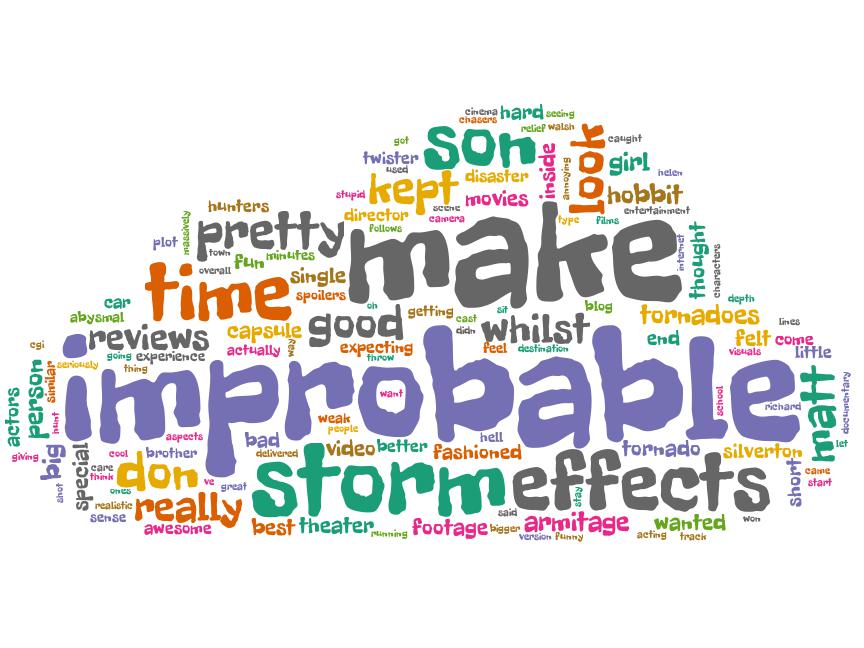 cinema
hard
seeing
chasers
son
relief
walsh
look
caught
got
twister
used
disaster
inside
annoying
girl
helen
stupid
kept
movies
hobbit
hunters
scene
entertainment
massively
director
camera
type
films
pretty
follows
make
plot
town
fun
minutes
internet
thought
characters
overall
single
time
spoilers
car
oh
getting
sit
blog
depth
abysmal
capsule
good
cast
tornadoes
lines
reviews
didn
whilst
end
felt
come
cgi
actually
way
expecting
feel
destination
visuals
little
going
experience
throw
seriously
thing
improbable
person
similar
actors
want
school
matt
documentary
richard
hunt
weak
people
aspects
bad
hell
let
giving
cool
brother
delivered
video
better
fashioned
tornado
silverton
big
special
care
think
don
storm
effects
short
came
start
shot
ones
ve
great
stay
realistic
really
said
won
sense
awesome
best
theater
running
footage
bigger
armitage
wanted
version
funny
acting
track